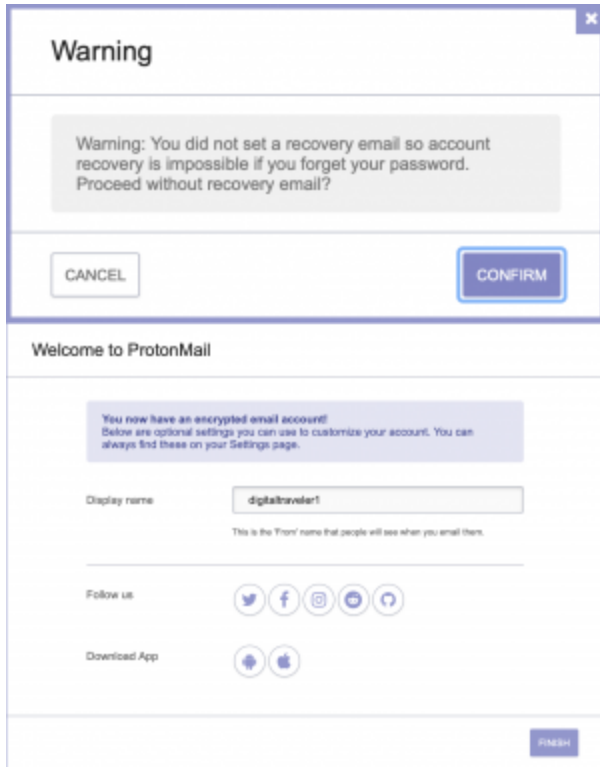 Warning
Warning: You did not set a recovery email so account
recovery is impossible if you forget your password.
Proceed without recovery email?
CANCEL
CONFIRM
Welcome to ProtonMail
You now have an encrypted email account!
Below are optional settings you can use to customize your account. You can
always find these on your Settings page.
Display name
digitaltraveler1
This is the 'From' name that people will see when you email them.
Follow us
Download App
FINISH